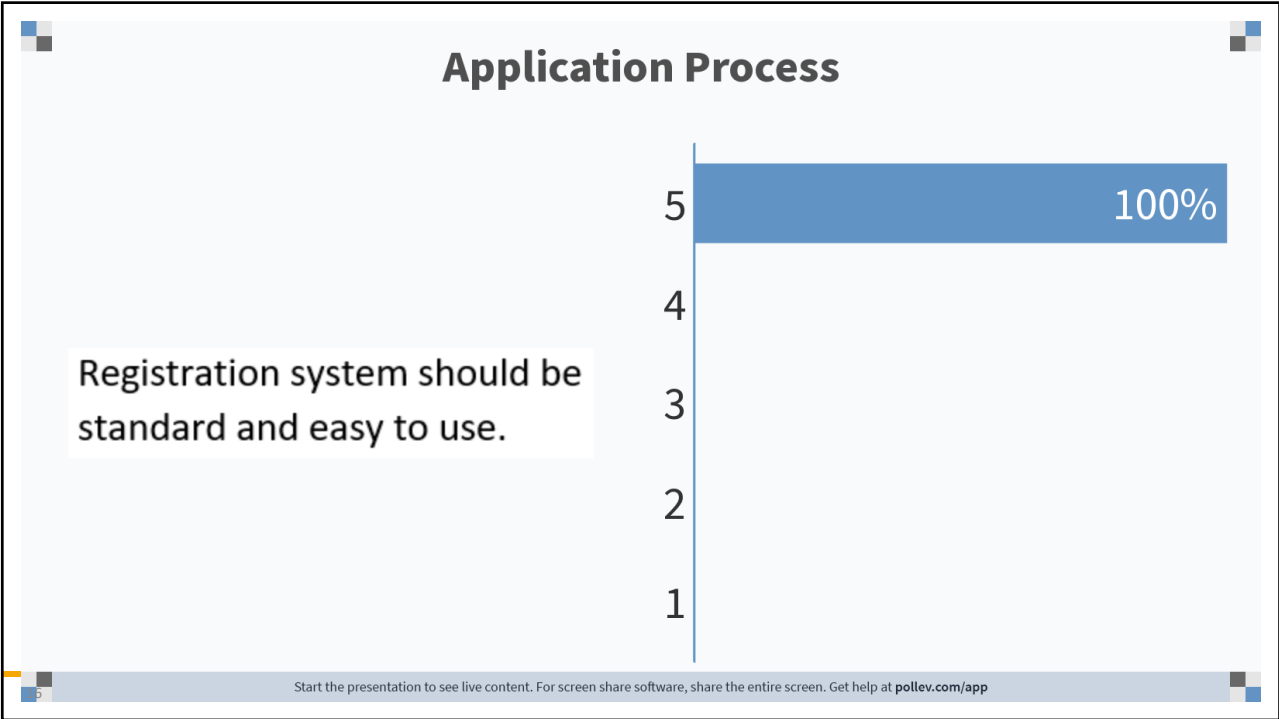 Application Process
5 100%
4
Registration system should be
standard and easy to use.
3
2
1
Start the presentation to see live content. For screen share software, share the entire screen. Get help at pollev.com/app